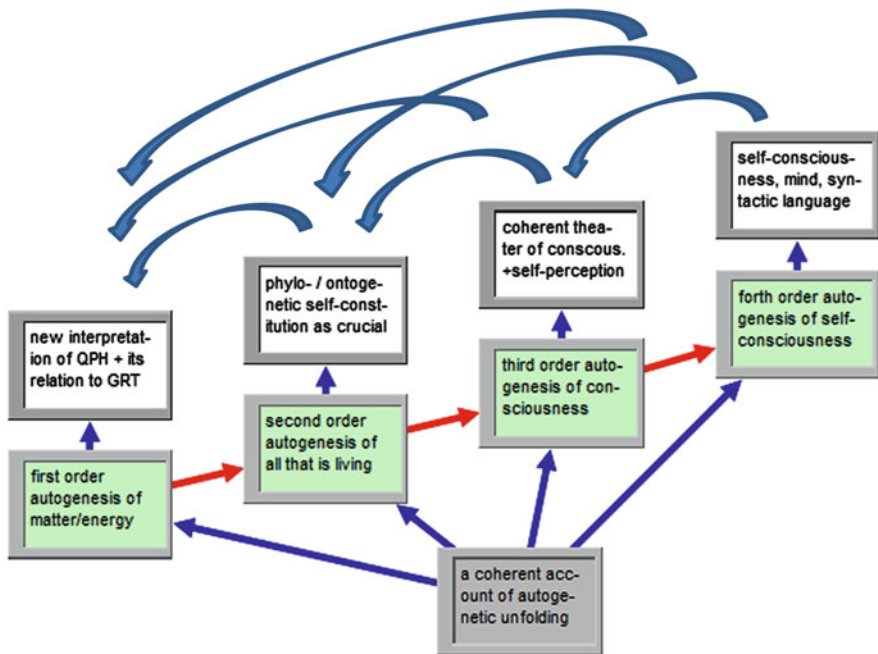 self-conscious-
ness, mind, syn-
tactic language
coherent thea-
ter of conscous.
+self-perception
phylo- / ontoge-
netic self-const-
itution as crucial
new interpretat-
ion of QPH + its
relation to GRT
forth order auto-
genesis of self-
consciousness
third order auto-
genesis of con-
sciousness
second order
autogenesis of
all that is living
first order
autogenesis of
matter/energy
a coherent acc-
ount of autoge-
netic unfolding